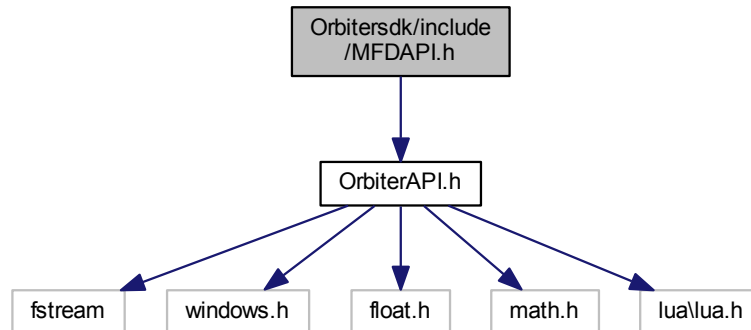 Orbitersdk/include
/MFDAPI.h
OrbiterAPI.h
fstream
windows.h
float.h
math.h
lua\lua.h